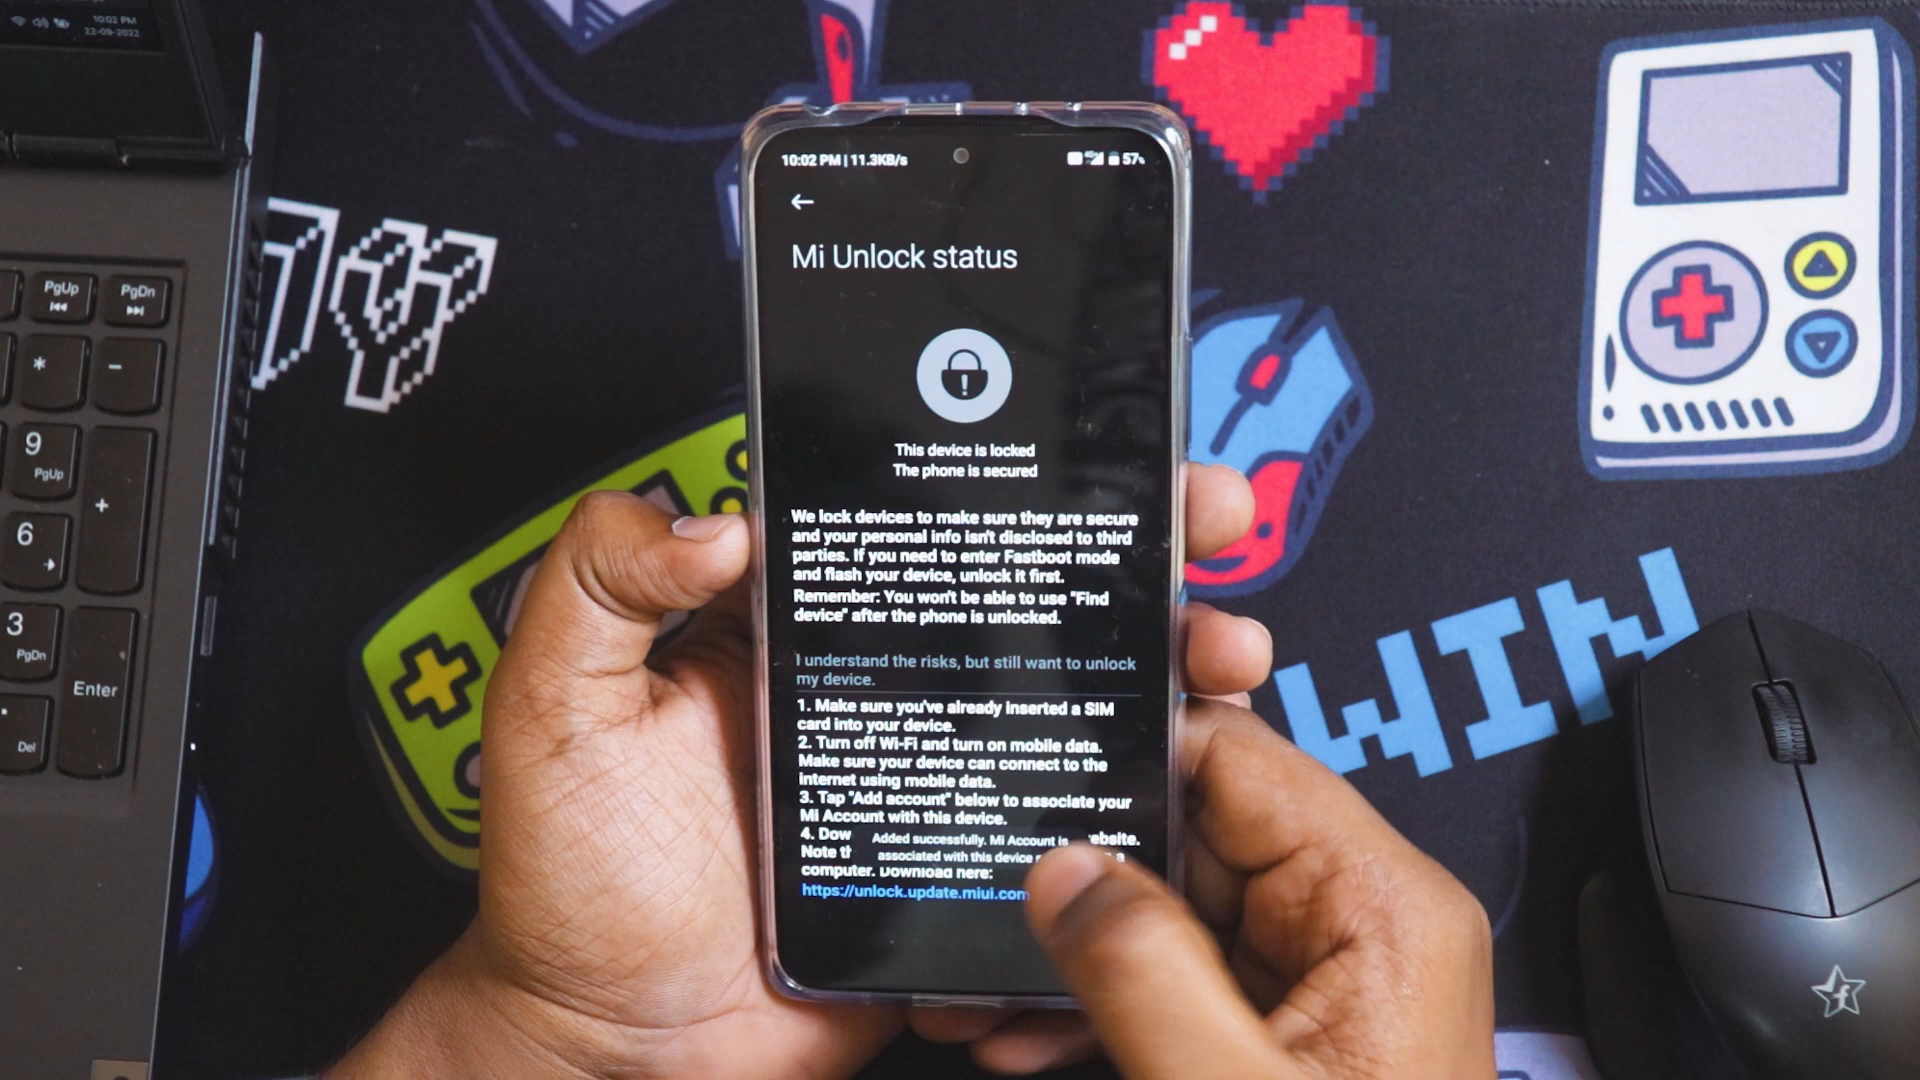 10:02 PM
22-09-2022
PgUp
PgDn
*
-
9
PgUp
+
6
3
PgDn
Enter
.
Del
10:02 PM | 11.3KB/s
57%
Mi Unlock status
This device is locked
The phone is secured
We lock devices to make sure they are secure
and your personal info isn't disclosed to third
parties. If you need to enter Fastboot mode
and flash your device, unlock it first.
Remember: You won't be able to use "Find
device" after the phone is unlocked.
I understand the risks, but still want to unlock
my device.
1. Make sure you've already inserted a SIM
card into your device.
2. Turn off Wi-Fi and turn on mobile data.
Make sure your device can connect to the
internet using mobile data.
3. Tap "Add account" below to associate your
Mi Account with this device.
4. Dow ebsite.
Added successfully. Mi Account is
Note th a
associated with this device
computer. Download here:
https://unlock.update.miui.com
WIN